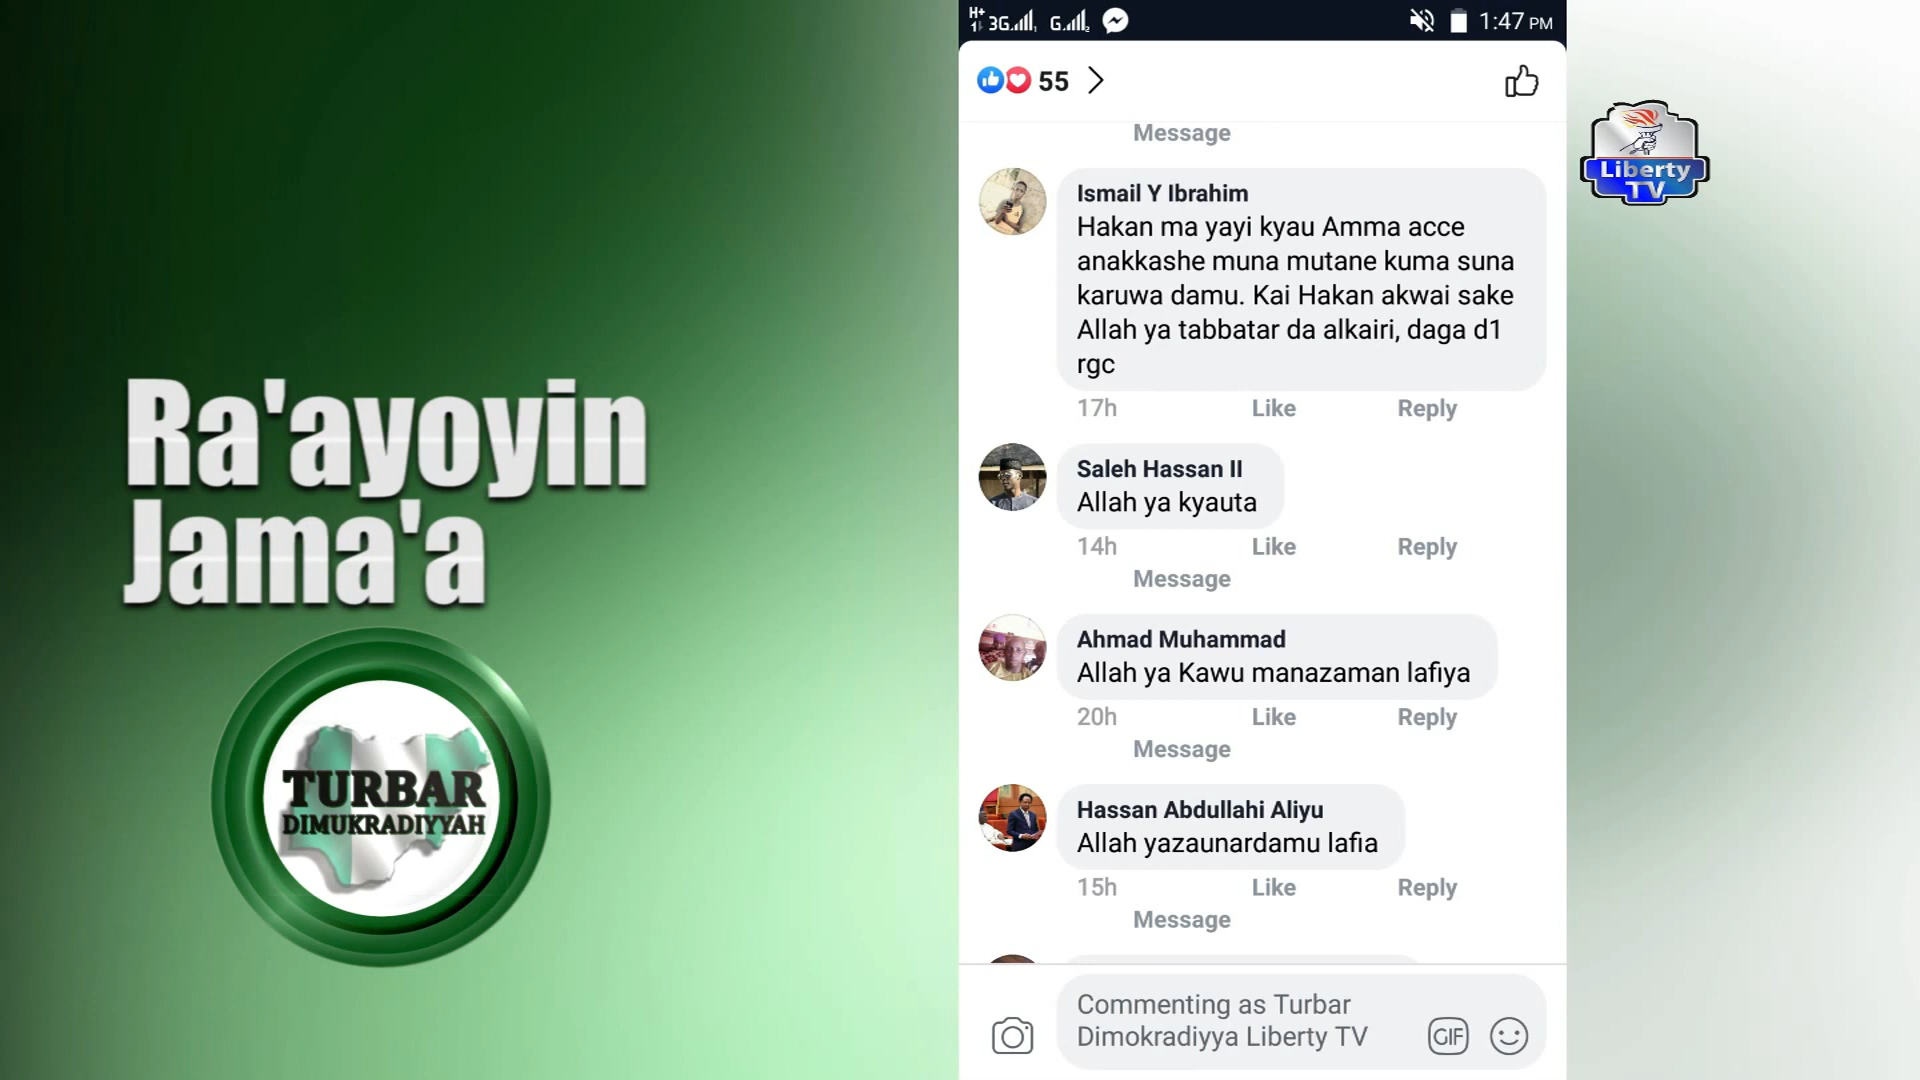 Ra'ayoyin
Jama'a
TURBAR
DIMUKRADIYYAH
H+ 3G G 1:47 PM
55
Message
Ismail Y Ibrahim
Hakan ma yayi kyau Amma acce
anakkashe muna mutane kuma suna
karuwa damu. Kai Hakan akwai sake
Allah ya tabbatar da alkairi, daga d1
rgc
17h Like Reply
Saleh Hassan II
Allah ya kyauta
14h Like Reply
Message
Ahmad Muhammad
Allah ya Kawu manazaman lafiya
20h Like Reply
Message
Hassan Abdullahi Aliyu
Allah yazaunardamu lafia
15h Like Reply
Message
Commenting as Turbar
Dimokradiyya Liberty TV
GIF
Liberty
TV